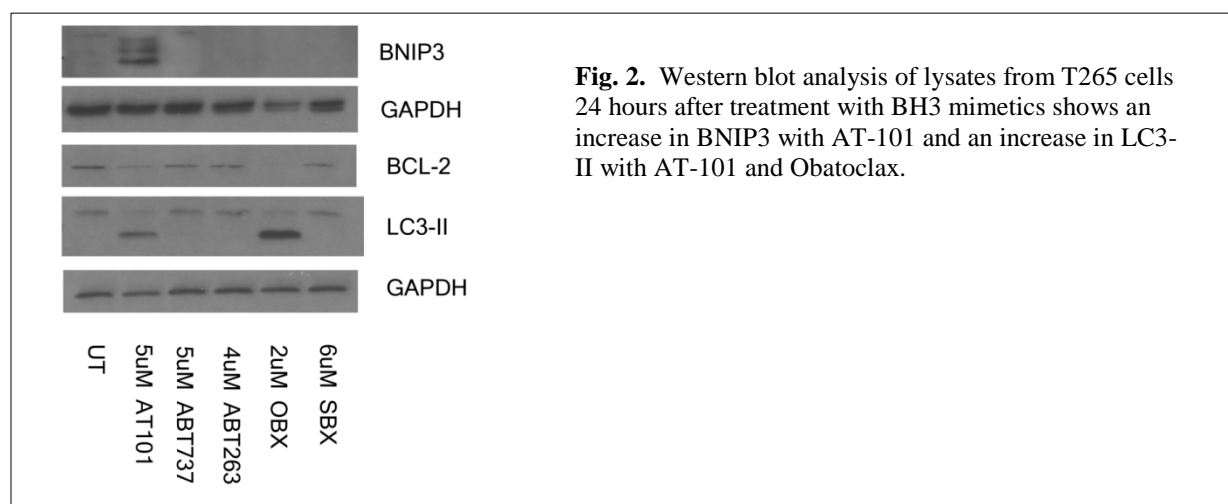 BNIP3
GAPDH
BCL-2
LC3-II
GAPDH
UT
5uM AT101
5uM ABT737
4uM ABT263
2uM OBX
6uM SBX
Fig. 2. Western blot analysis of lysates from T265 cells
24 hours after treatment with BH3 mimetics shows an
increase in BNIP3 with AT-101 and an increase in LC3-
II with AT-101 and Obatoclax.